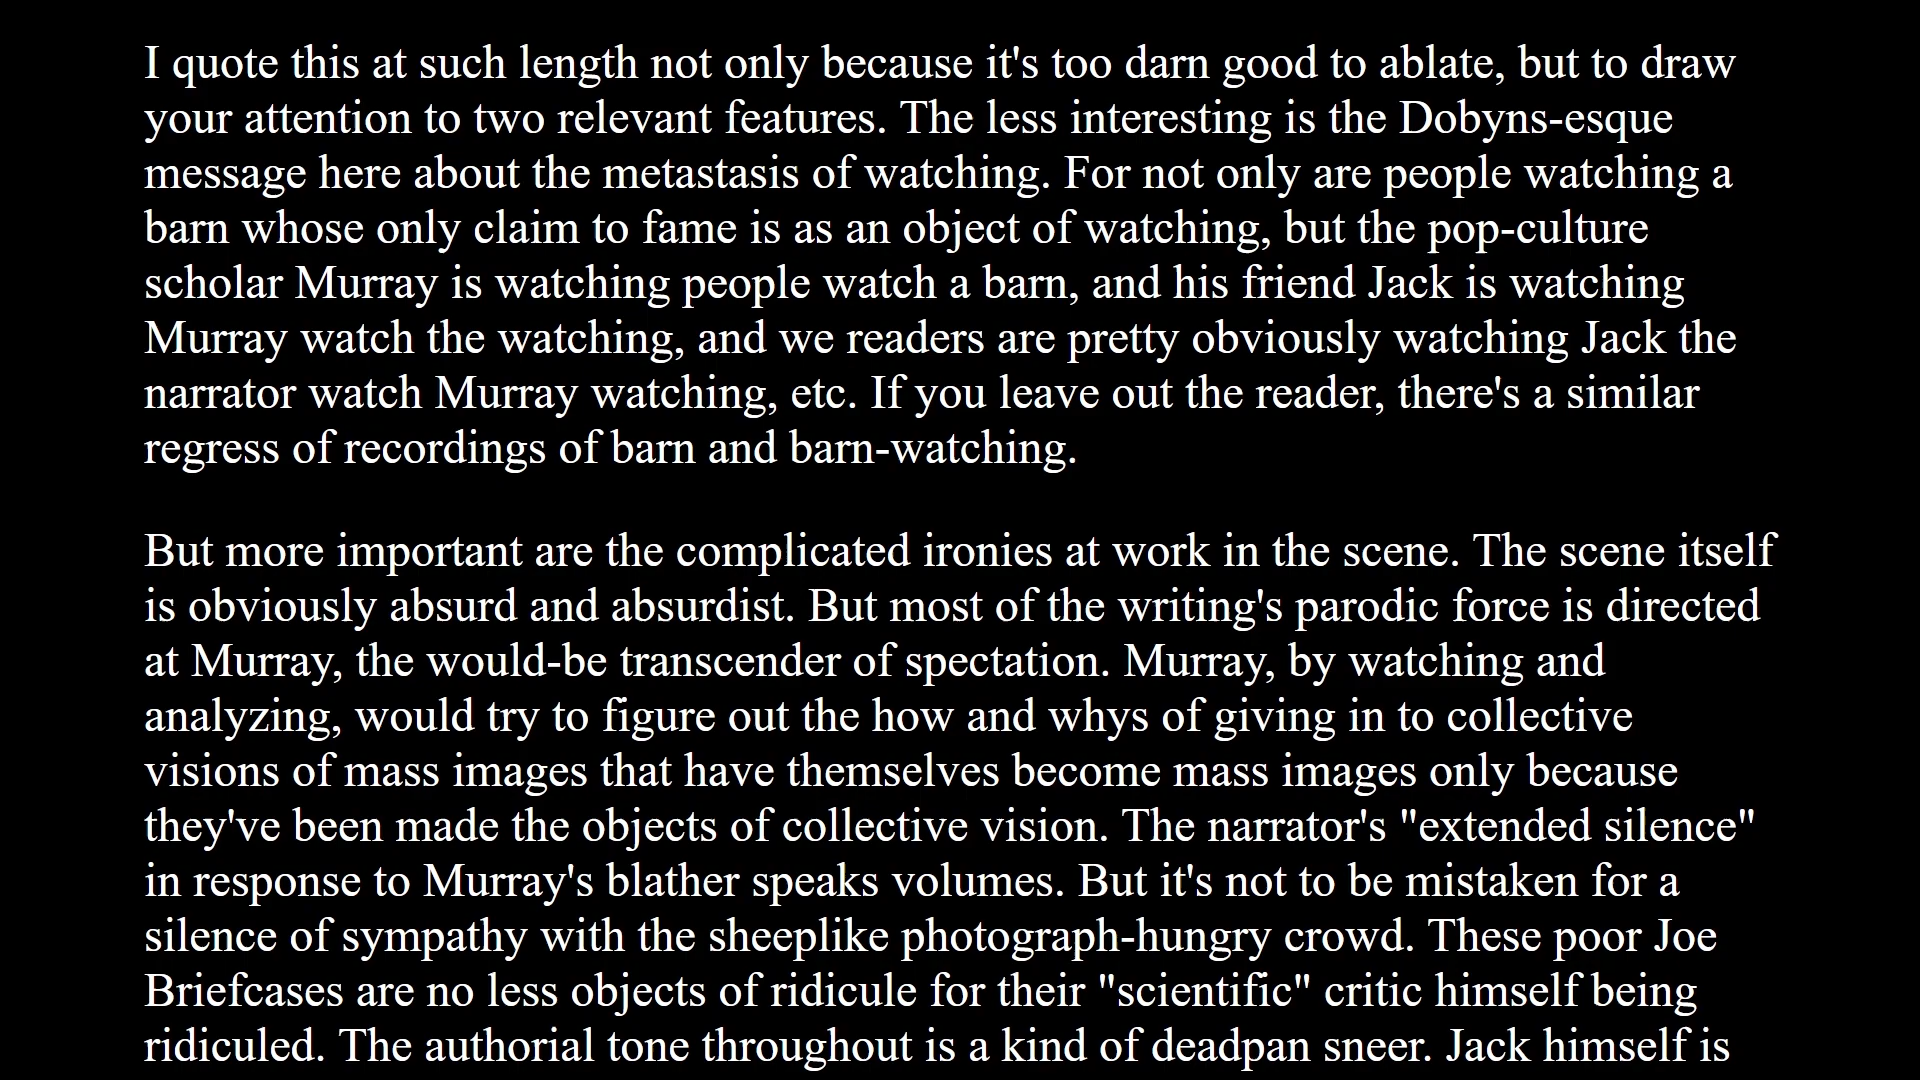 I quote this at such length not only because it's too darn good to ablate, but to draw
your attention to two relevant features. The less interesting is the Dobyns-esque
message here about the metastasis of watching. For not only are people watching a
barn whose only claim to fame is as an object of watching, but the pop-culture
scholar Murray is watching people watch a barn, and his friend Jack is watching
Murray watch the watching, and we readers are pretty obviously watching Jack the
narrator watch Murray watching, etc. If you leave out the reader, there's a similar
regress of recordings of barn and barn-watching.
But more important are the complicated ironies at work in the scene. The scene itself
is obviously absurd and absurdist. But most of the writing's parodic force is directed
at Murray, the would-be transcender of spectation. Murray, by watching and
analyzing, would try to figure out the how and whys of giving in to collective
visions of mass images that have themselves become mass images only because
they've been made the objects of collective vision. The narrator's "extended silence"
in response to Murray's blather speaks volumes. But it's not to be mistaken for a
silence of sympathy with the sheeplike photograph-hungry crowd. These poor Joe
Briefcases are no less objects of ridicule for their "scientific" critic himself being
ridiculed. The authorial tone throughout is a kind of deadpan sneer. Jack himself is